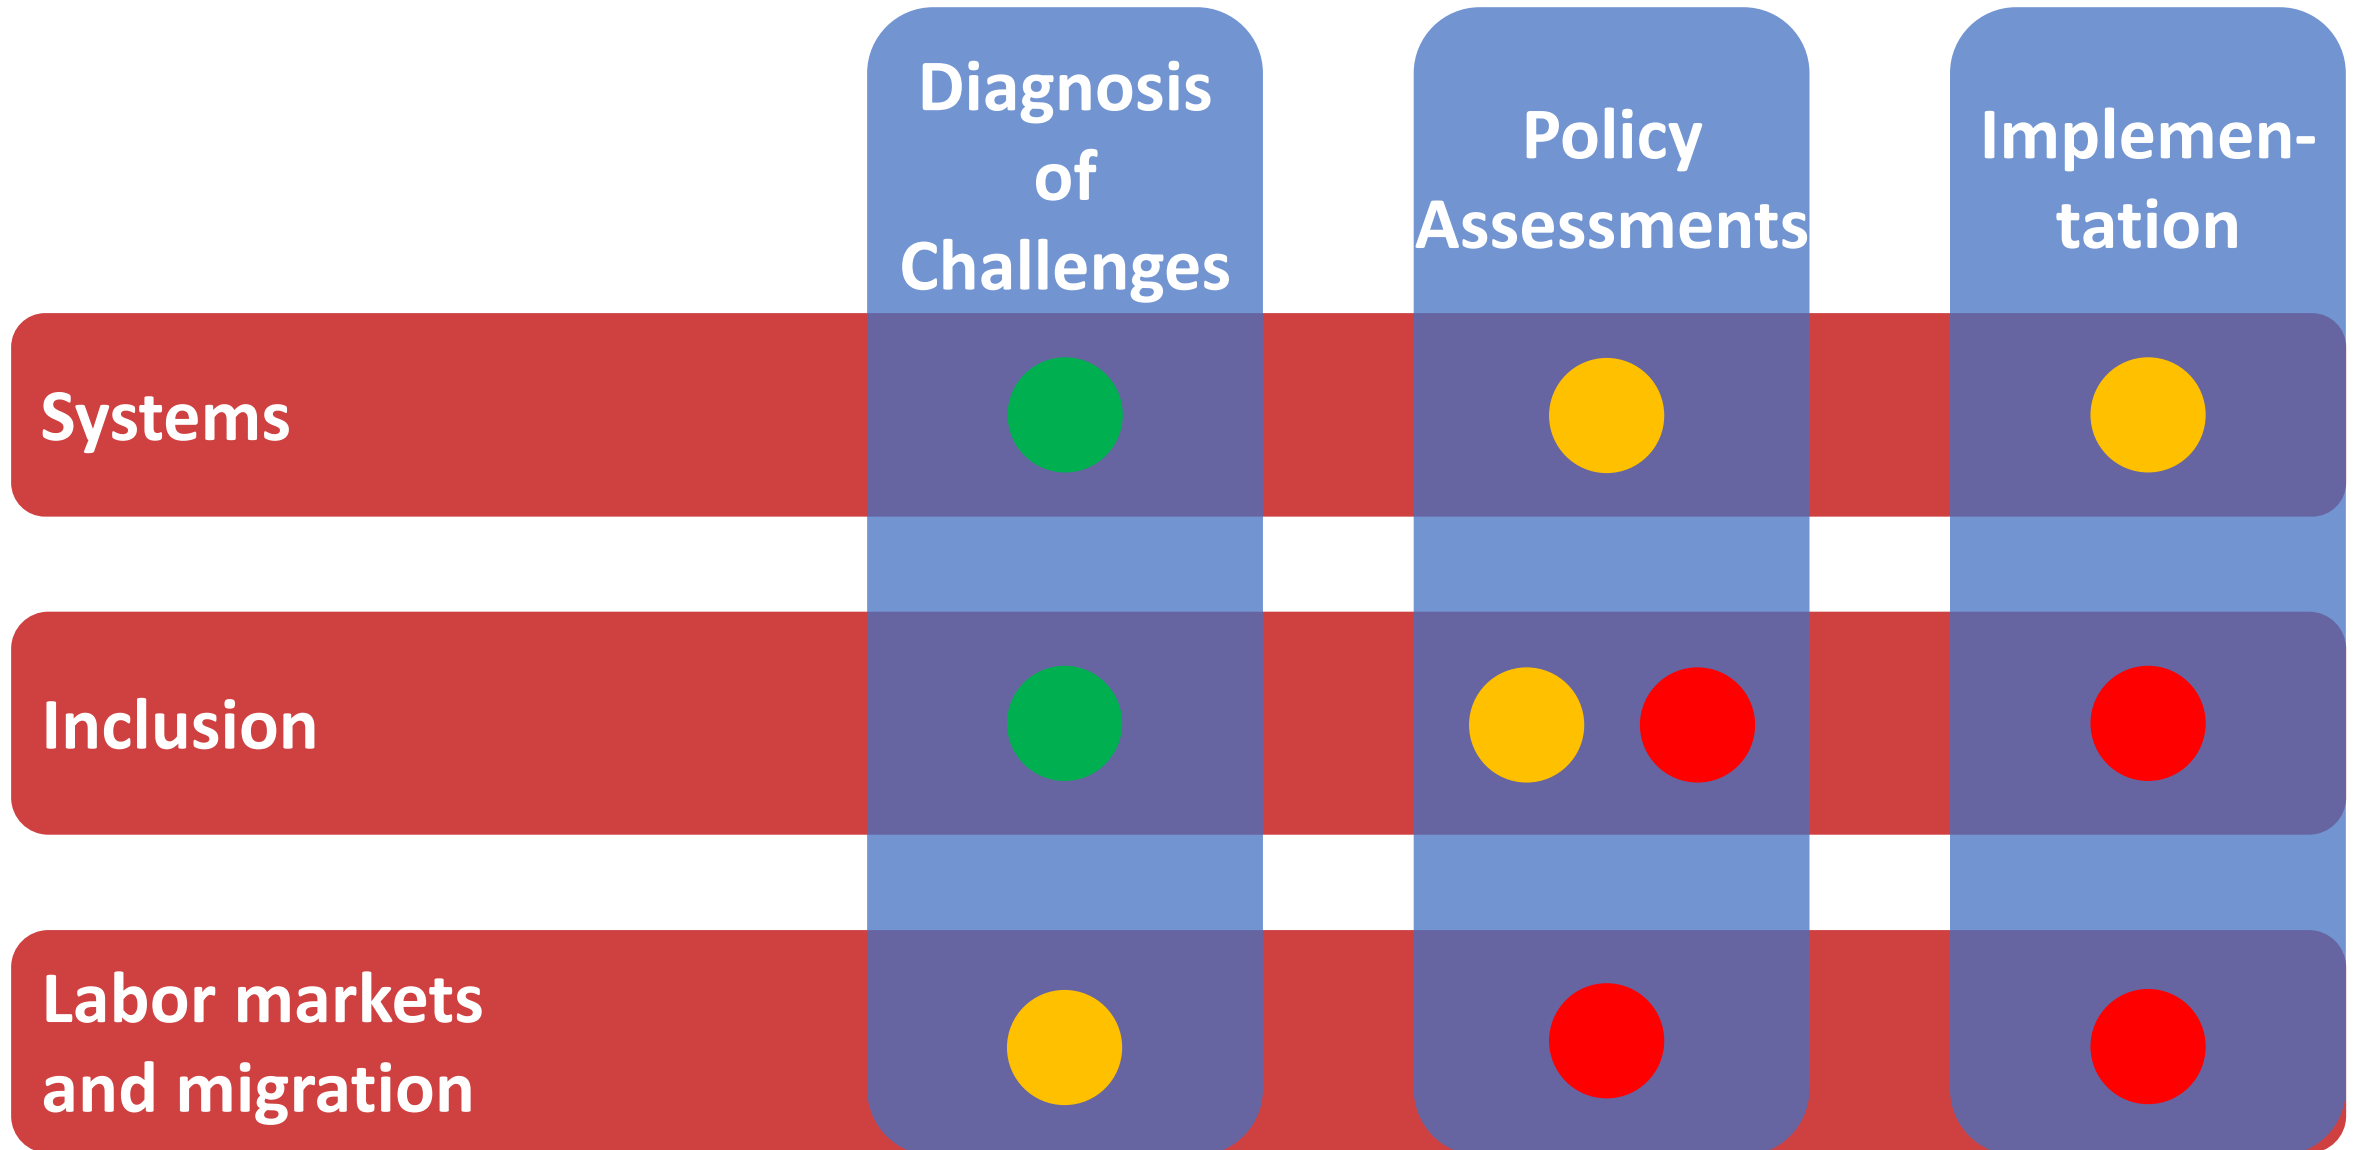 Diagnosis
of
Challenges
Policy
Assessments
Implemen-
tation
Systems
Inclusion
Labor markets
and migration